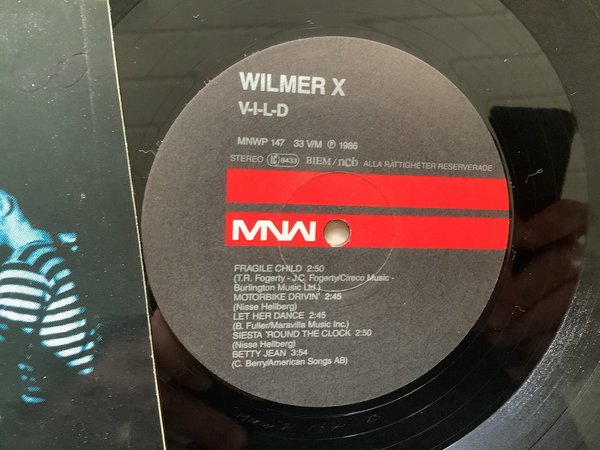 WILMER X
V-I-L-D
MNWP 147 33 V/M ℗ 1986
STEREO 8433 BIEM/ncb ALLA RÄTTIGHETER RESERVERADE
MNW
FRAGILE CHILD 2:50
(T.R. Fogerty - J.C. Fogerty/Cireco Music -
Burlington Music Ltd.)
MOTORBIKE DRIVIN' 2:45
(Nisse Hellberg)
LET HER DANCE 2:45
(B. Fuller/Maravilla Music Inc.)
SIESTA 'ROUND THE CLOCK 2:50
(Nisse Hellberg)
BETTY JEAN 3:54
(C. Berry/American Songs AB)